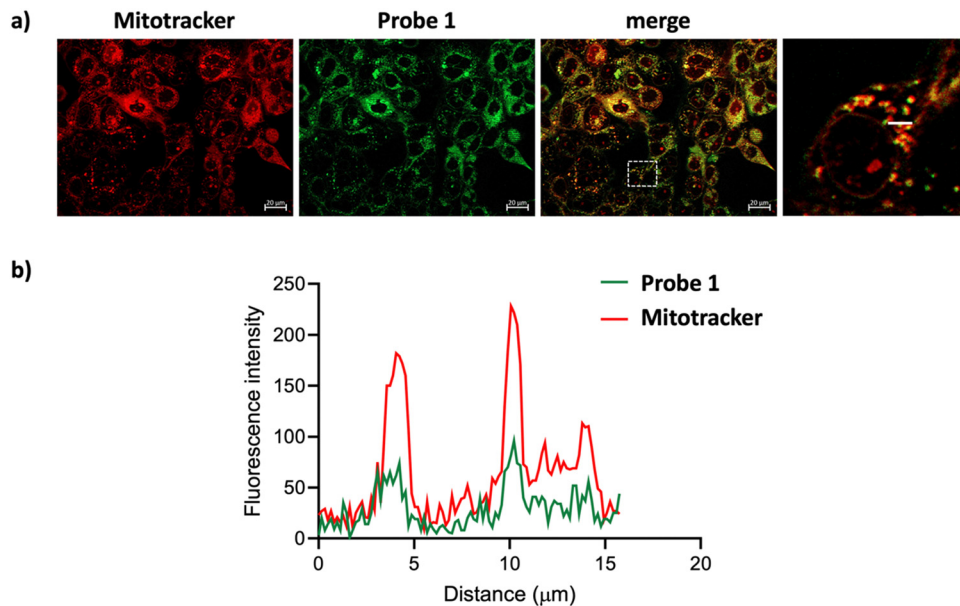 a)
Mitotracker
Probe 1
merge
20 μm
20 μm
20 μm
b)
Fluorescence intensity
250
200
150
100
50
0
0
5
10
15
20
Distance (μm)
Probe 1
Mitotracker